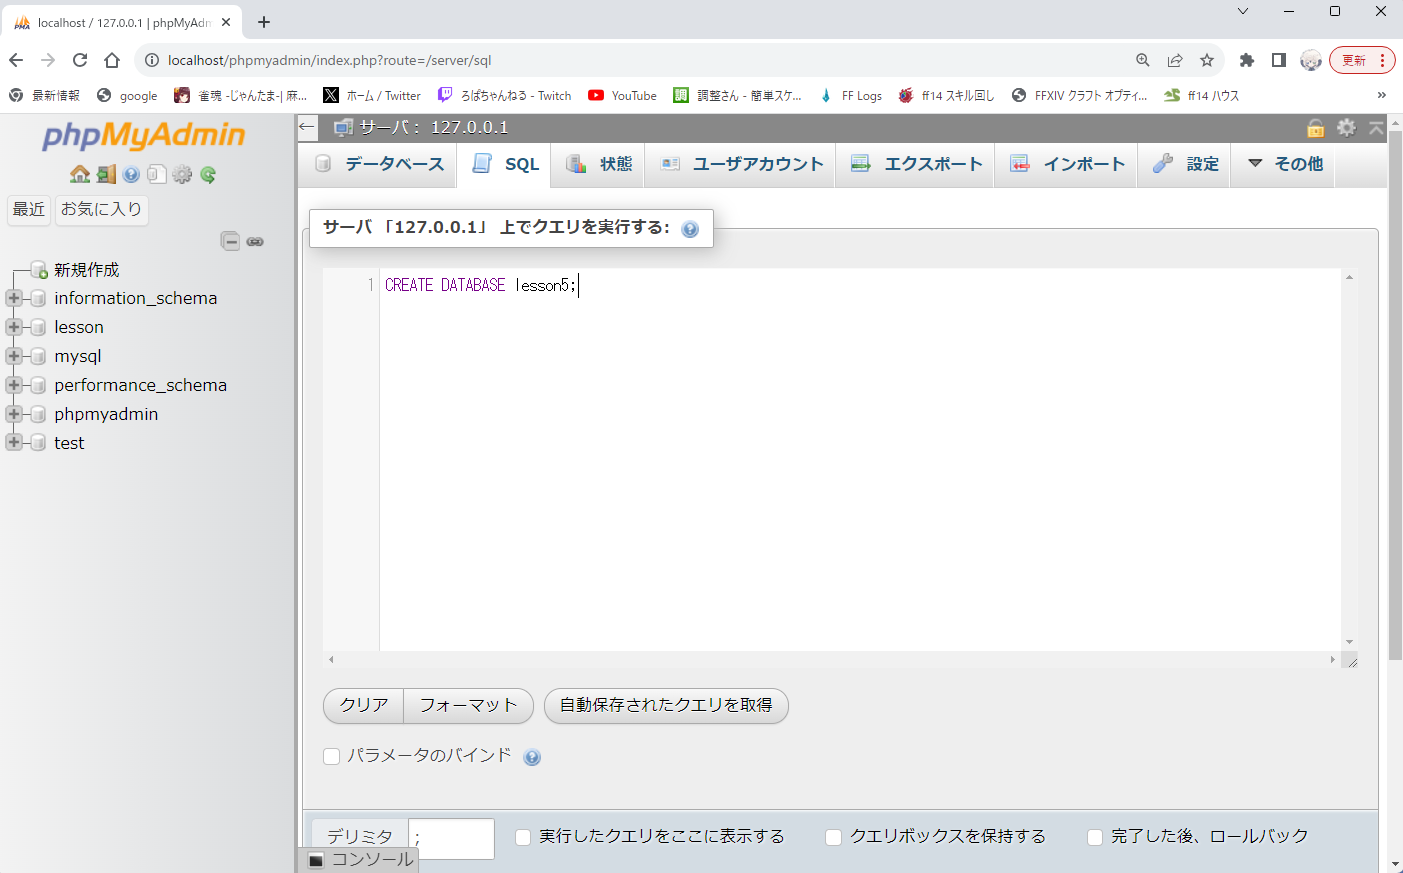 localhost / 127.0.0.1 | phpMyAdm
localhost/phpmyadmin/index.php?route=/server/sql
更新
最新情報
google
雀魂 -じゃんたま-| 麻...
ホーム / Twitter
ろぱちゃんねる - Twitch
YouTube
調整さん - 簡単スケ...
FF Logs
ff14 スキル回し
FFXIV クラフト オプティ...
ff14 ハウス
»
phpMyAdmin
最近
お気に入り
新規作成
information_schema
lesson
mysql
performance_schema
phpmyadmin
test
サーバ: 127.0.0.1
データベース
SQL
状態
ユーザアカウント
エクスポート
インポート
設定
その他
サーバ 「127.0.0.1」 上でクエリを実行する:
1 CREATE DATABASE lesson5;
クリア
フォーマット
自動保存されたクエリを取得
パラメータのバインド
デリミタ ;
実行したクエリをここに表示する
クエリボックスを保持する
完了した後、ロールバック
コンソール